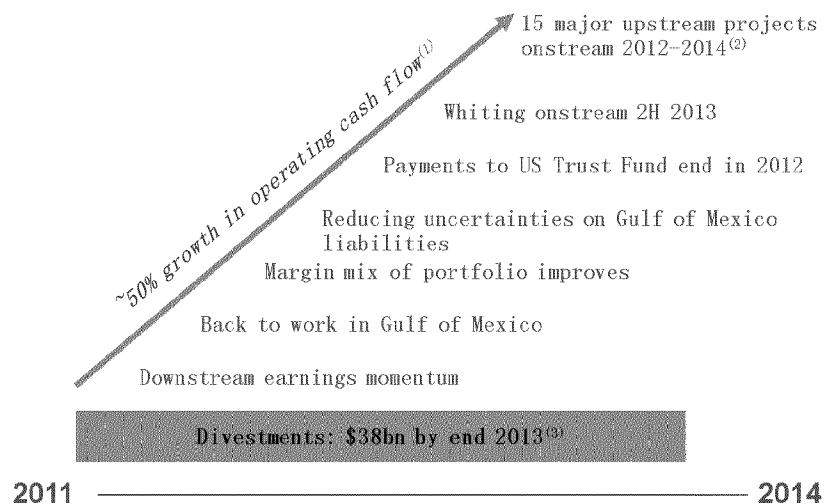 15 major upstream projects
onstream 2012-2014(2)
~50% growth in operating cash flow(1)
Whiting onstream 2H 2013
Payments to US Trust Fund end in 2012
Reducing uncertainties on Gulf of Mexico
liabilities
Margin mix of portfolio improves
Back to work in Gulf of Mexico
Downstream earnings momentum
Divestments: $38bn by end 2013(3)
2011
2014